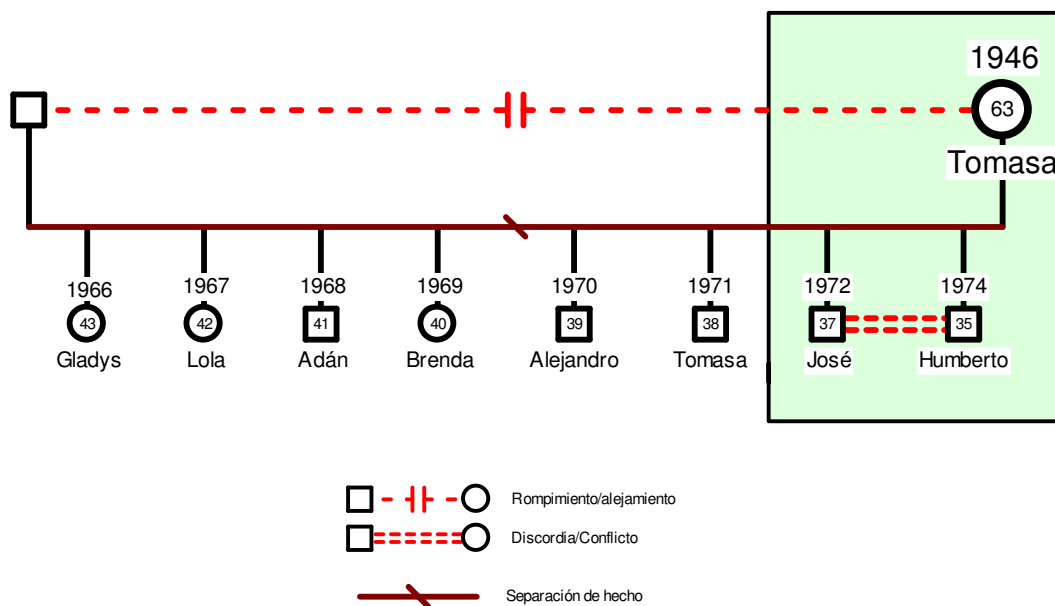 1946
63
Tomasa
1966 1967 1968 1969 1970 1971 1972 1974
43 42 41 40 39 38 37 35
Gladys Lola Adán Brenda Alejandro Tomasa José Humberto
Rompimiento/alejamiento
Discordia/Conflicto
Separación de hecho